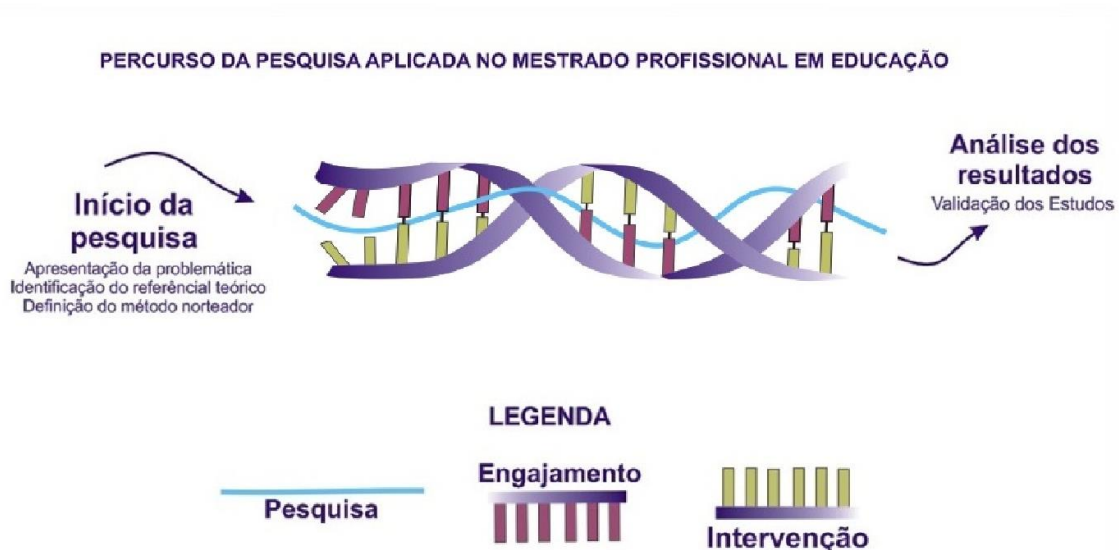 PERCURSO DA PESQUISA APLICADA NO MESTRADO PROFISSIONAL EM EDUCAÇÃO
Início da
pesquisa
Apresentação da problemática
Identificação do referêncial teórico
Definição do método norteador
Análise dos
resultados
Validação dos Estudos
LEGENDA
Pesquisa
Engajamento
Intervenção